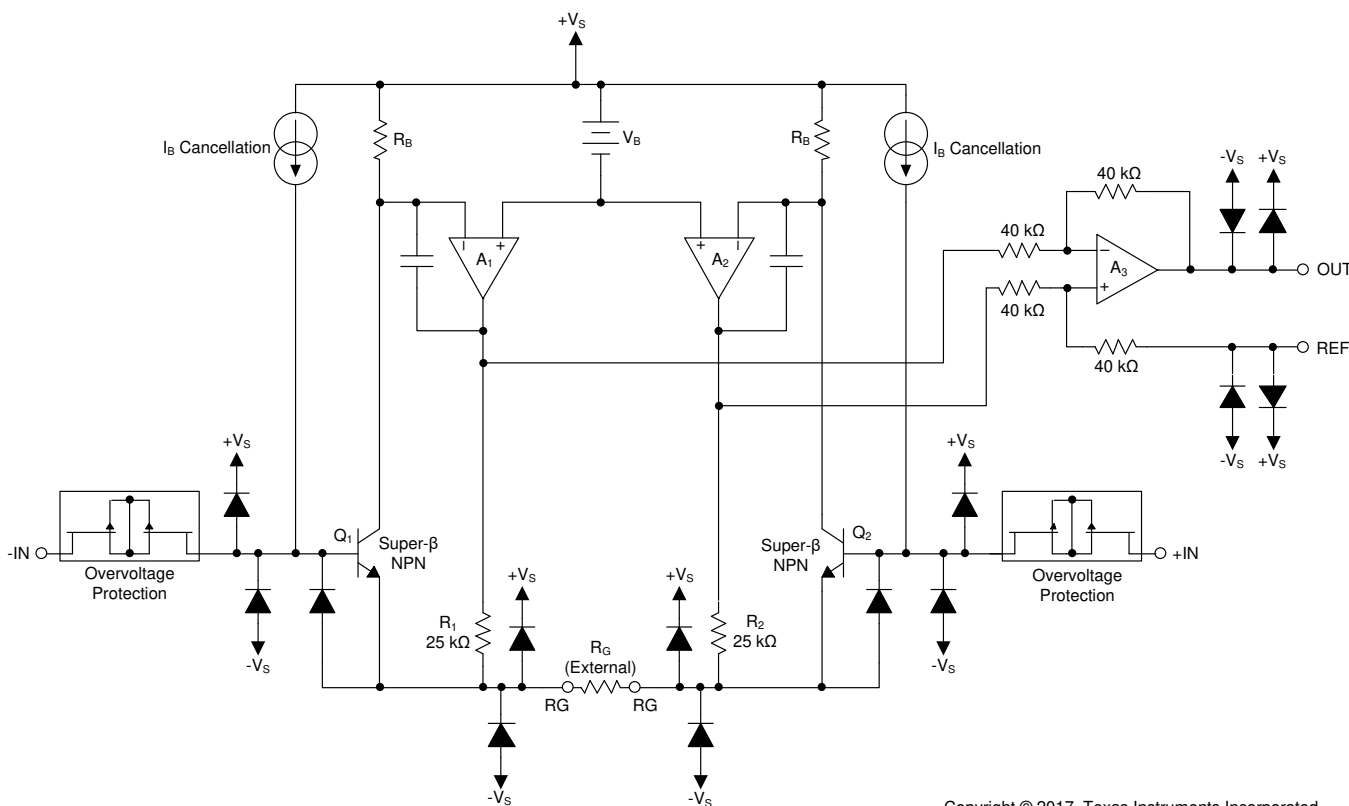 +VS
IB Cancellation
RB
VB
RB
IB Cancellation
-VS
+VS
40 kΩ
40 kΩ
A1
A2
A3
OUT
40 kΩ
40 kΩ
REF
-VS
+VS
+VS
+VS
-IN
Overvoltage
Protection
Q1
Super-β
NPN
Q2
Super-β
NPN
+IN
Overvoltage
Protection
+VS
+VS
-VS
R1
25 kΩ
RG
(External)
R2
25 kΩ
-VS
RG
RG
-VS
-VS
Copyright © 2017, Texas Instruments Incorporated